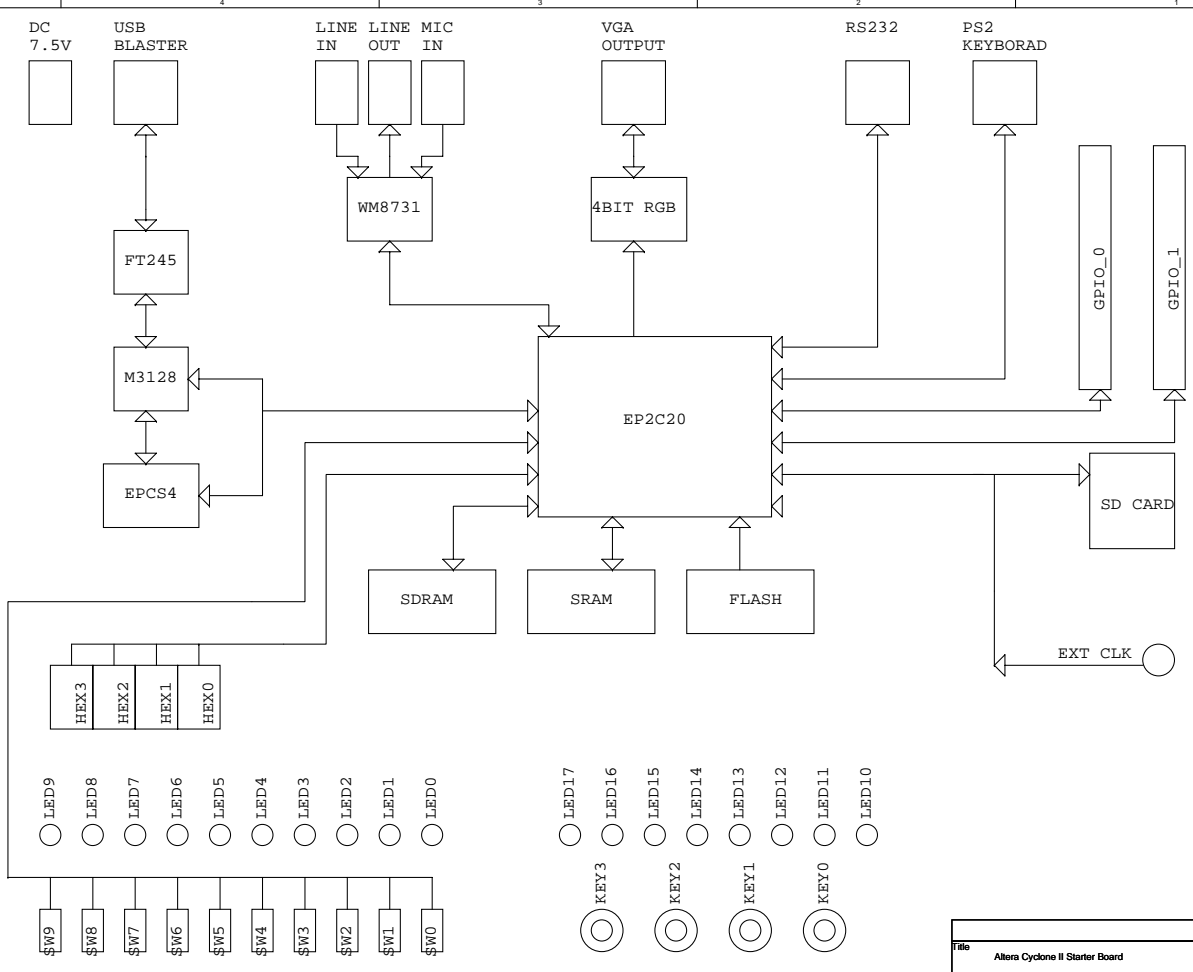 4 3 2 1
DC
7.5V
USB
BLASTER
LINE
IN
LINE
OUT
MIC
IN
VGA
OUTPUT
RS232
PS2
KEYBORAD
WM8731
4BIT RGB
FT245
GPIO_0
GPIO_1
M3128
EP2C20
EPCS4
SD CARD
SDRAM
SRAM
FLASH
EXT CLK
HEX3
HEX2
HEX1
HEX0
LED9
LED8
LED7
LED6
LED5
LED4
LED3
LED2
LED1
LED0
LED17
LED16
LED15
LED14
LED13
LED12
LED11
LED10
KEY3
KEY2
KEY1
KEY0
SW9
SW8
SW7
SW6
SW5
SW4
SW3
SW2
SW1
SW0
Title
Altera Cyclone II Starter Board